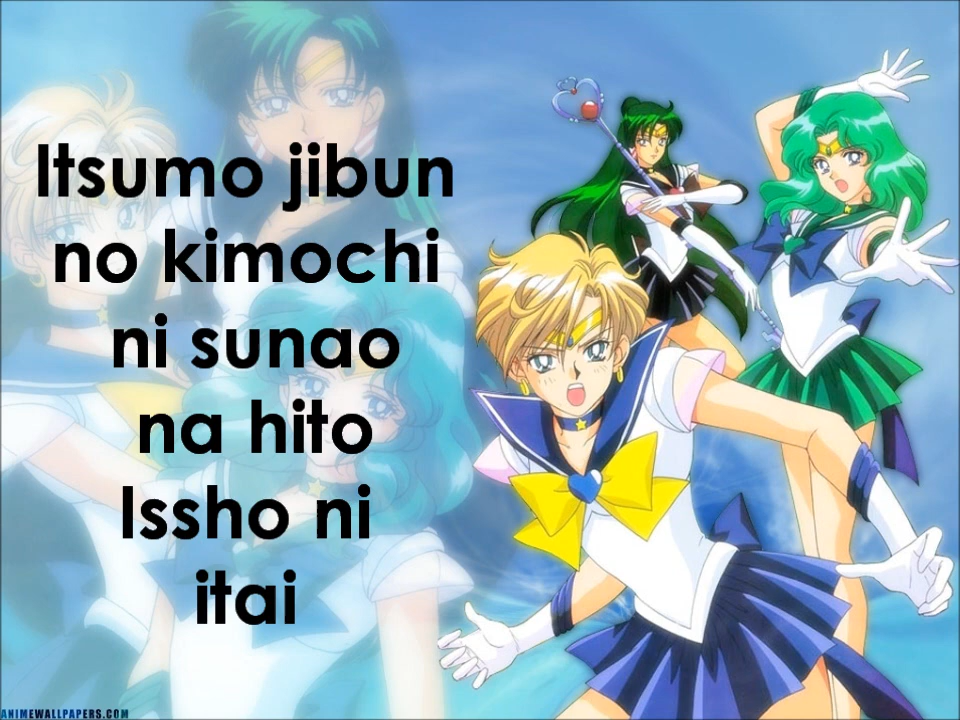 Itsumo jibun
no kimochi
ni sunao
na hito
Issho ni
itai
ANIMEWALLPAPERS.COM